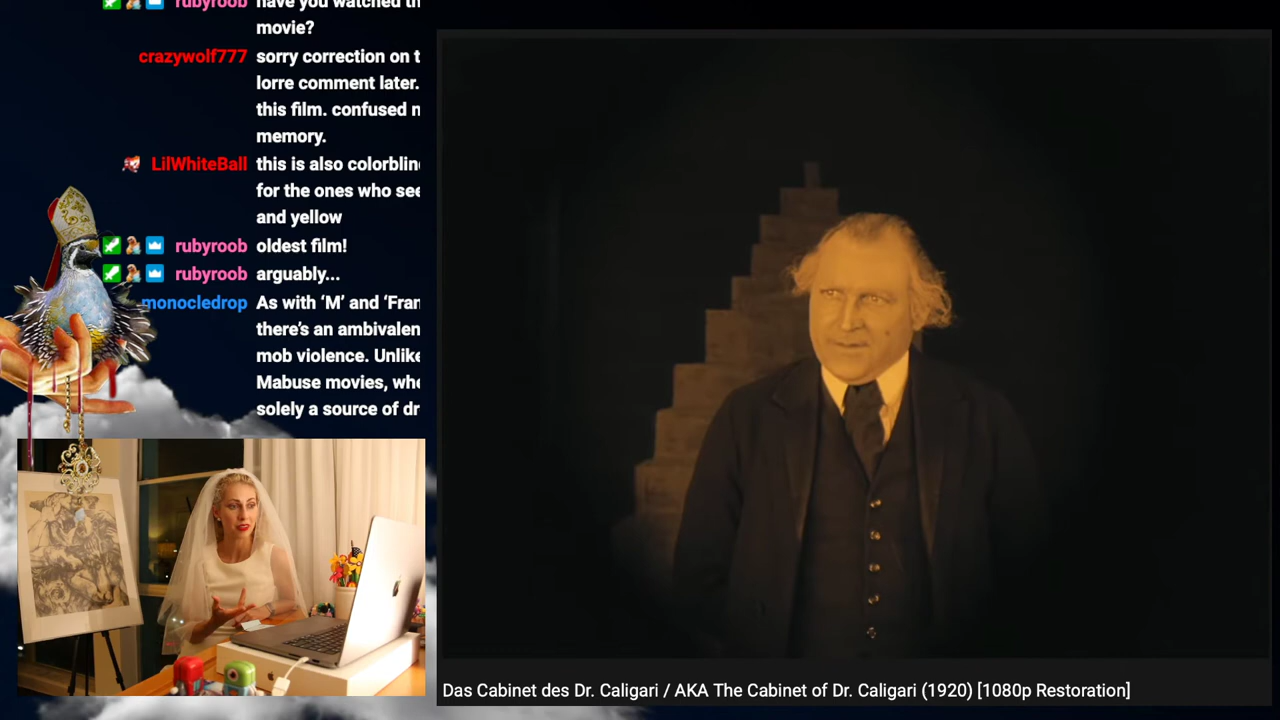 rubyroob have you watched th
movie?
crazywolf777 sorry correction on t
lorre comment later.
this film. confused n
memory.
LilWhiteBall this is also colorblin
for the ones who see
and yellow
rubyroob oldest film!
rubyroob arguably...
monocledrop As with ‘M’ and ‘Fran
there’s an ambivalen
mob violence. Unlike
Mabuse movies, whe
solely a source of dr
Das Cabinet des Dr. Caligari / AKA The Cabinet of Dr. Caligari (1920) [1080p Restoration]